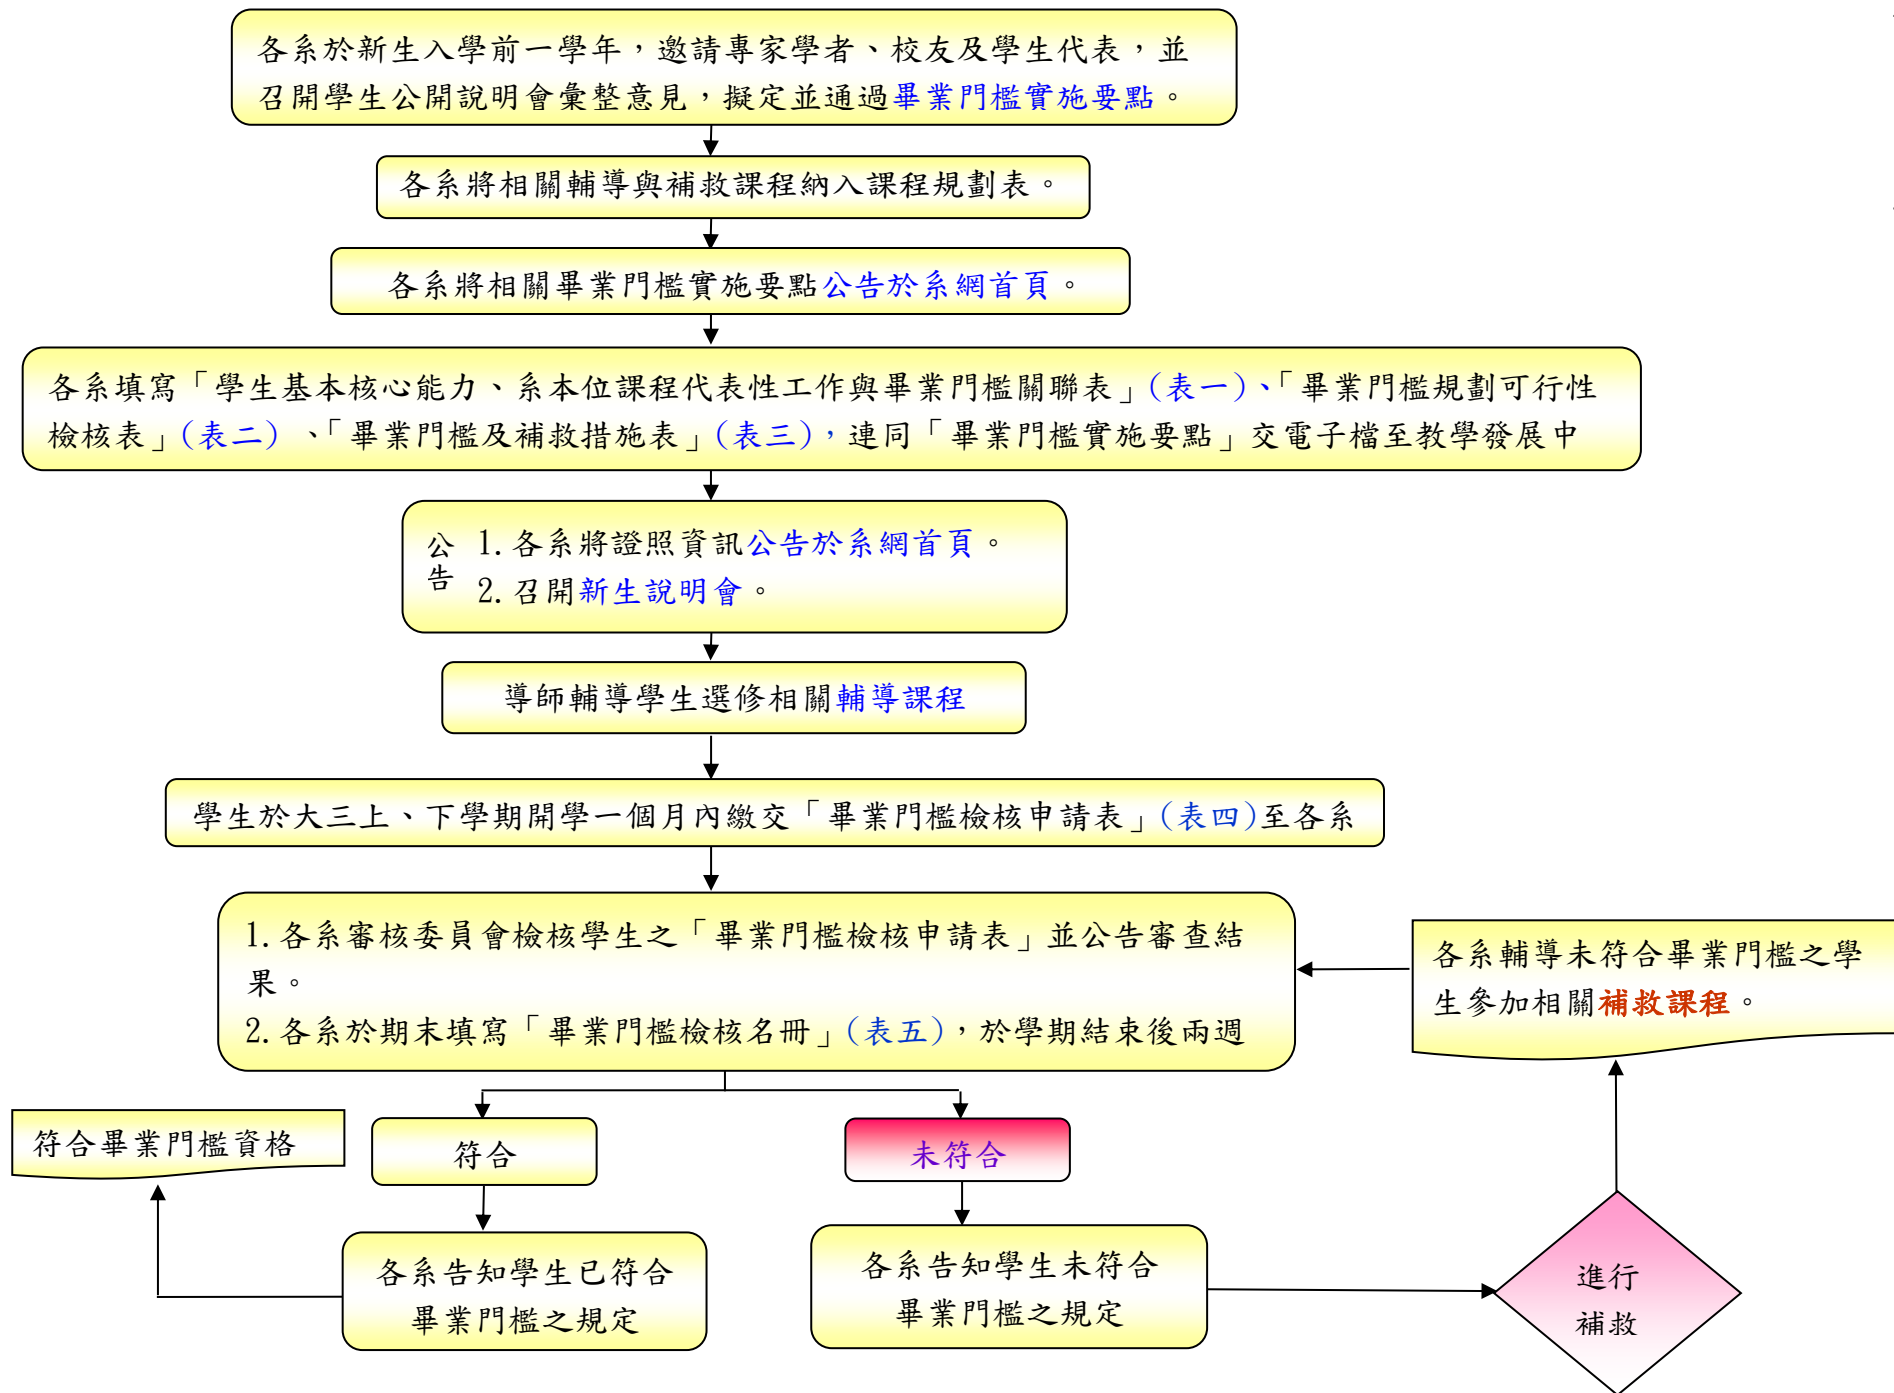 各系於新生入學前一學年，邀請專家學者、校友及學生代表，並
召開學生公開說明會彙整意見，擬定並通過畢業門檻實施要點。
各系將相關輔導與補救課程納入課程規劃表。
各系將相關畢業門檻實施要點公告於系網首頁。
各系填寫「學生基本核心能力、系本位課程代表性工作與畢業門檻關聯表」(表一)、「畢業門檻規劃可行性
檢核表」(表二) 、「畢業門檻及補救措施表」(表三)，連同「畢業門檻實施要點」交電子檔至教學發展中
公告
1.各系將證照資訊公告於系網首頁。
2.召開新生說明會。
導師輔導學生選修相關輔導課程
學生於大三上、下學期開學一個月內繳交「畢業門檻檢核申請表」(表四)至各系
1.各系審核委員會檢核學生之「畢業門檻檢核申請表」並公告審查結
果。
2.各系於期末填寫「畢業門檻檢核名冊」(表五)，於學期結束後兩週
各系輔導未符合畢業門檻之學
生參加相關補救課程。
符合畢業門檻資格
符合
未符合
各系告知學生已符合
畢業門檻之規定
各系告知學生未符合
畢業門檻之規定
進行
補救